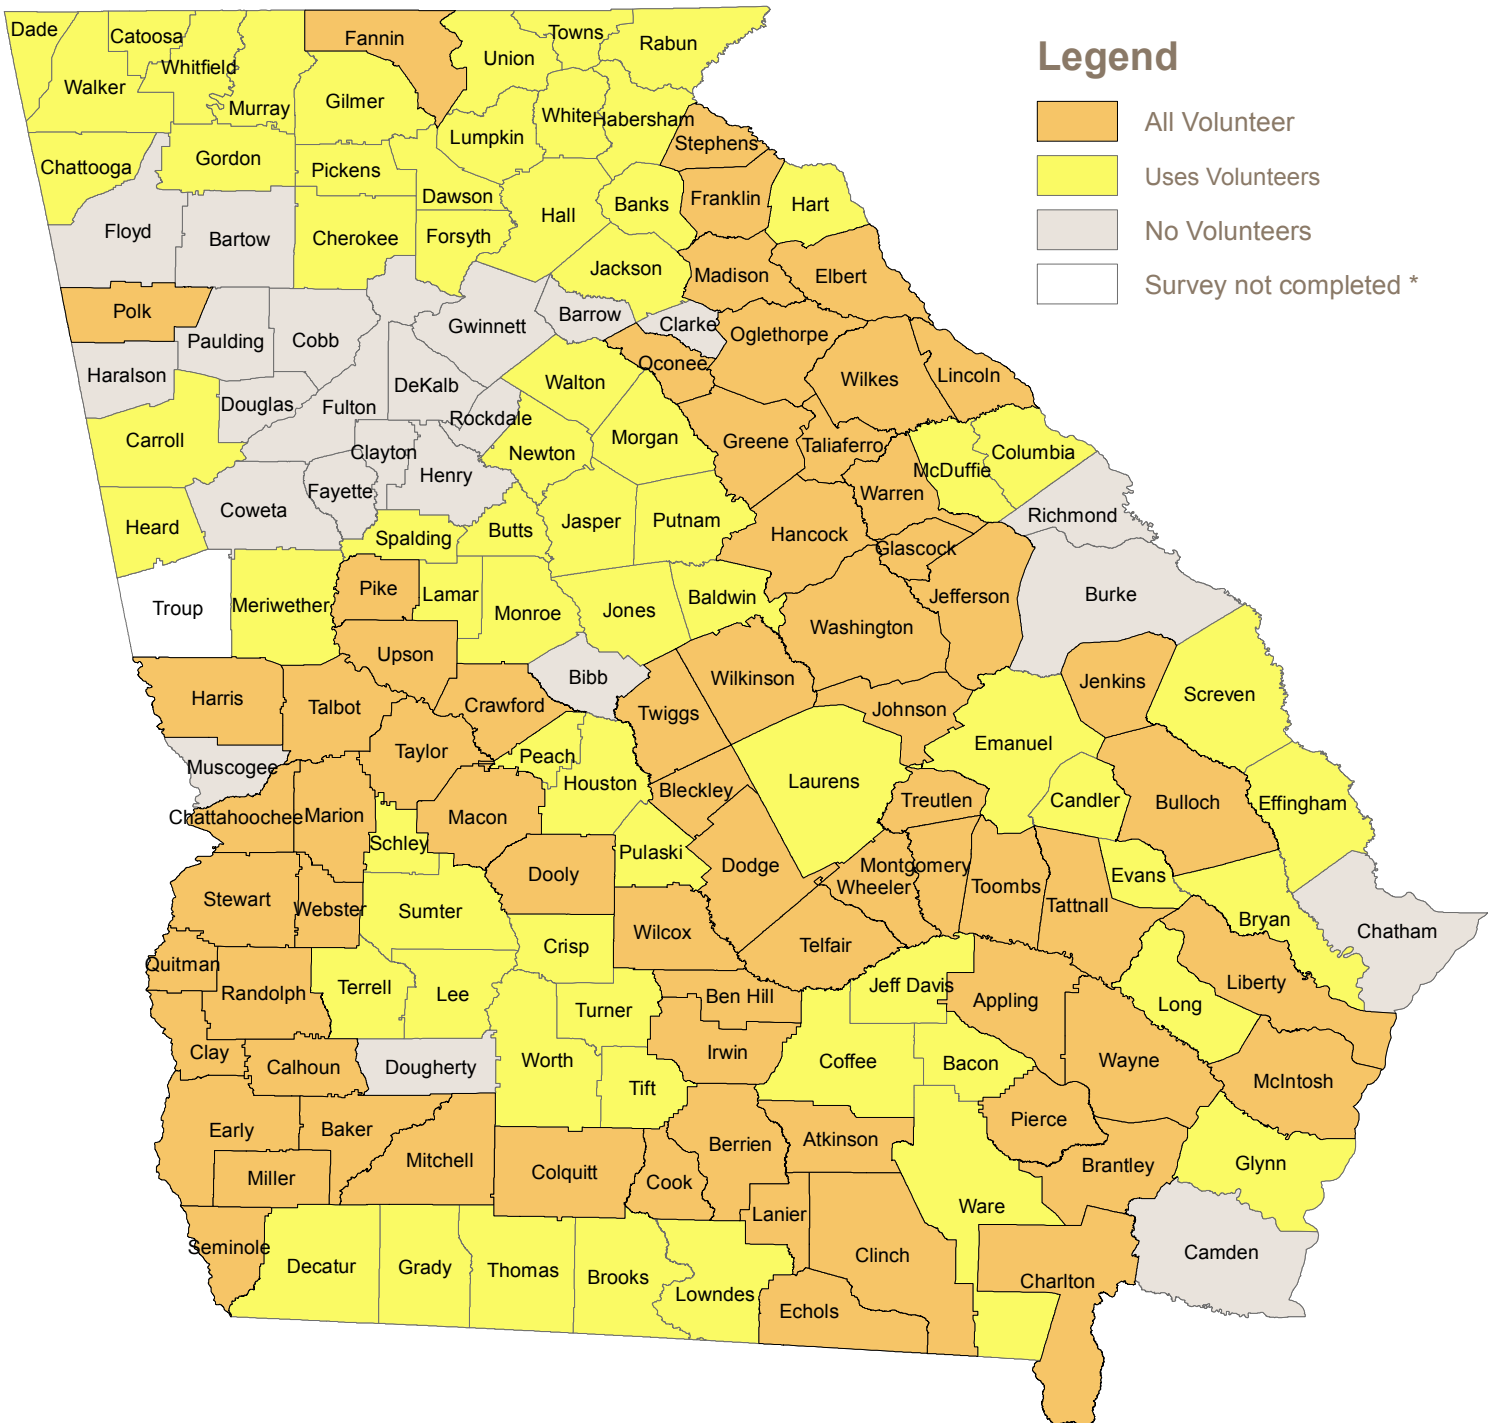 Legend
All Volunteer
Uses Volunteers
No Volunteers
Survey not completed *
Dade
Catoosa
Whitfield
Walker
Murray
Fannin
Gilmer
Union
Towns
Rabun
White
Habersham
Lumpkin
Stephens
Chattooga
Gordon
Pickens
Dawson
Hall
Banks
Franklin
Hart
Floyd
Bartow
Cherokee
Forsyth
Jackson
Madison
Elbert
Polk
Paulding
Cobb
Gwinnett
Barrow
Clarke
Oglethorpe
Oconee
Wilkes
Lincoln
Haralson
Douglas
Fulton
DeKalb
Rockdale
Walton
Carroll
Clayton
Henry
Newton
Morgan
Greene
Taliaferro
McDuffie
Columbia
Fayette
Coweta
Heard
Spalding
Butts
Jasper
Putnam
Warren
Richmond
Hancock
Glascock
Troup
Meriwether
Pike
Lamar
Monroe
Jones
Baldwin
Washington
Jefferson
Burke
Upson
Bibb
Wilkinson
Jenkins
Screven
Harris
Talbot
Crawford
Twiggs
Johnson
Emanuel
Taylor
Peach
Houston
Muscogee
Chattahoochee
Marion
Macon
Schley
Bleckley
Laurens
Treutlen
Candler
Bulloch
Effingham
Pulaski
Dodge
Montgomery
Wheeler
Toombs
Tattnall
Evans
Bryan
Chatham
Stewart
Webster
Sumter
Dooly
Crisp
Wilcox
Telfair
Quitman
Randolph
Terrell
Lee
Turner
Ben Hill
Jeff Davis
Appling
Long
Liberty
Clay
Calhoun
Dougherty
Worth
Tift
Irwin
Coffee
Bacon
Wayne
McIntosh
Early
Baker
Miller
Mitchell
Colquitt
Cook
Berrien
Atkinson
Pierce
Brantley
Glynn
Lanier
Ware
Clinch
Seminole
Decatur
Grady
Thomas
Brooks
Lowndes
Echols
Charlton
Camden